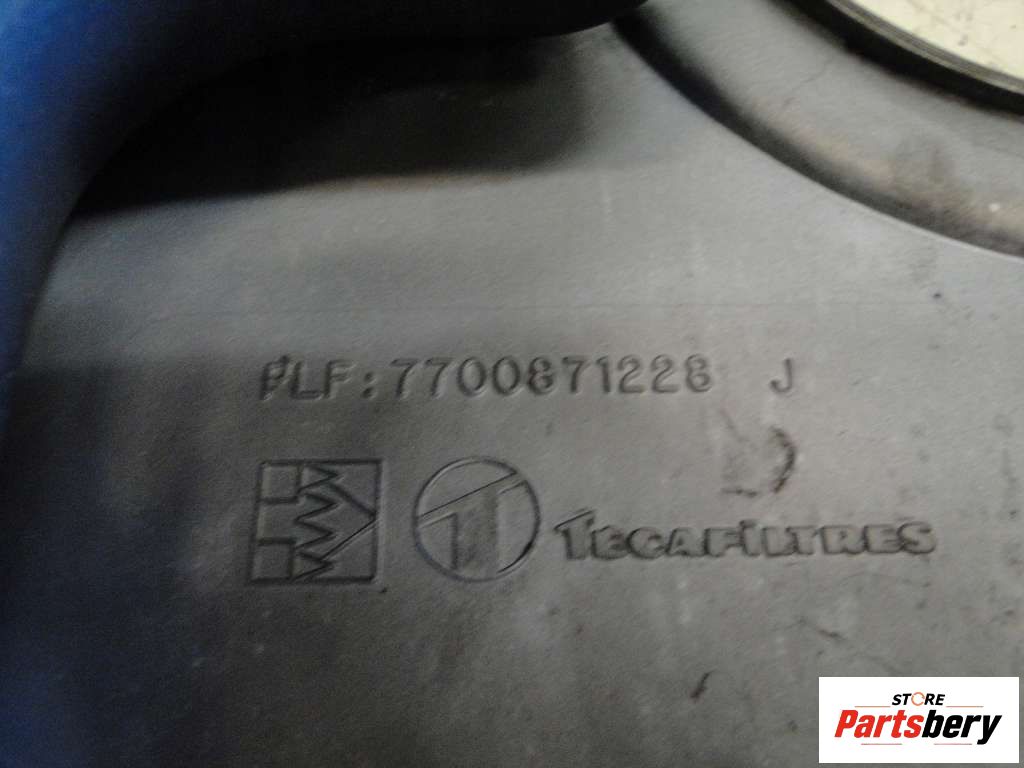 PLF:7700871228 J
TECAFILTRES
STORE
Partsbery